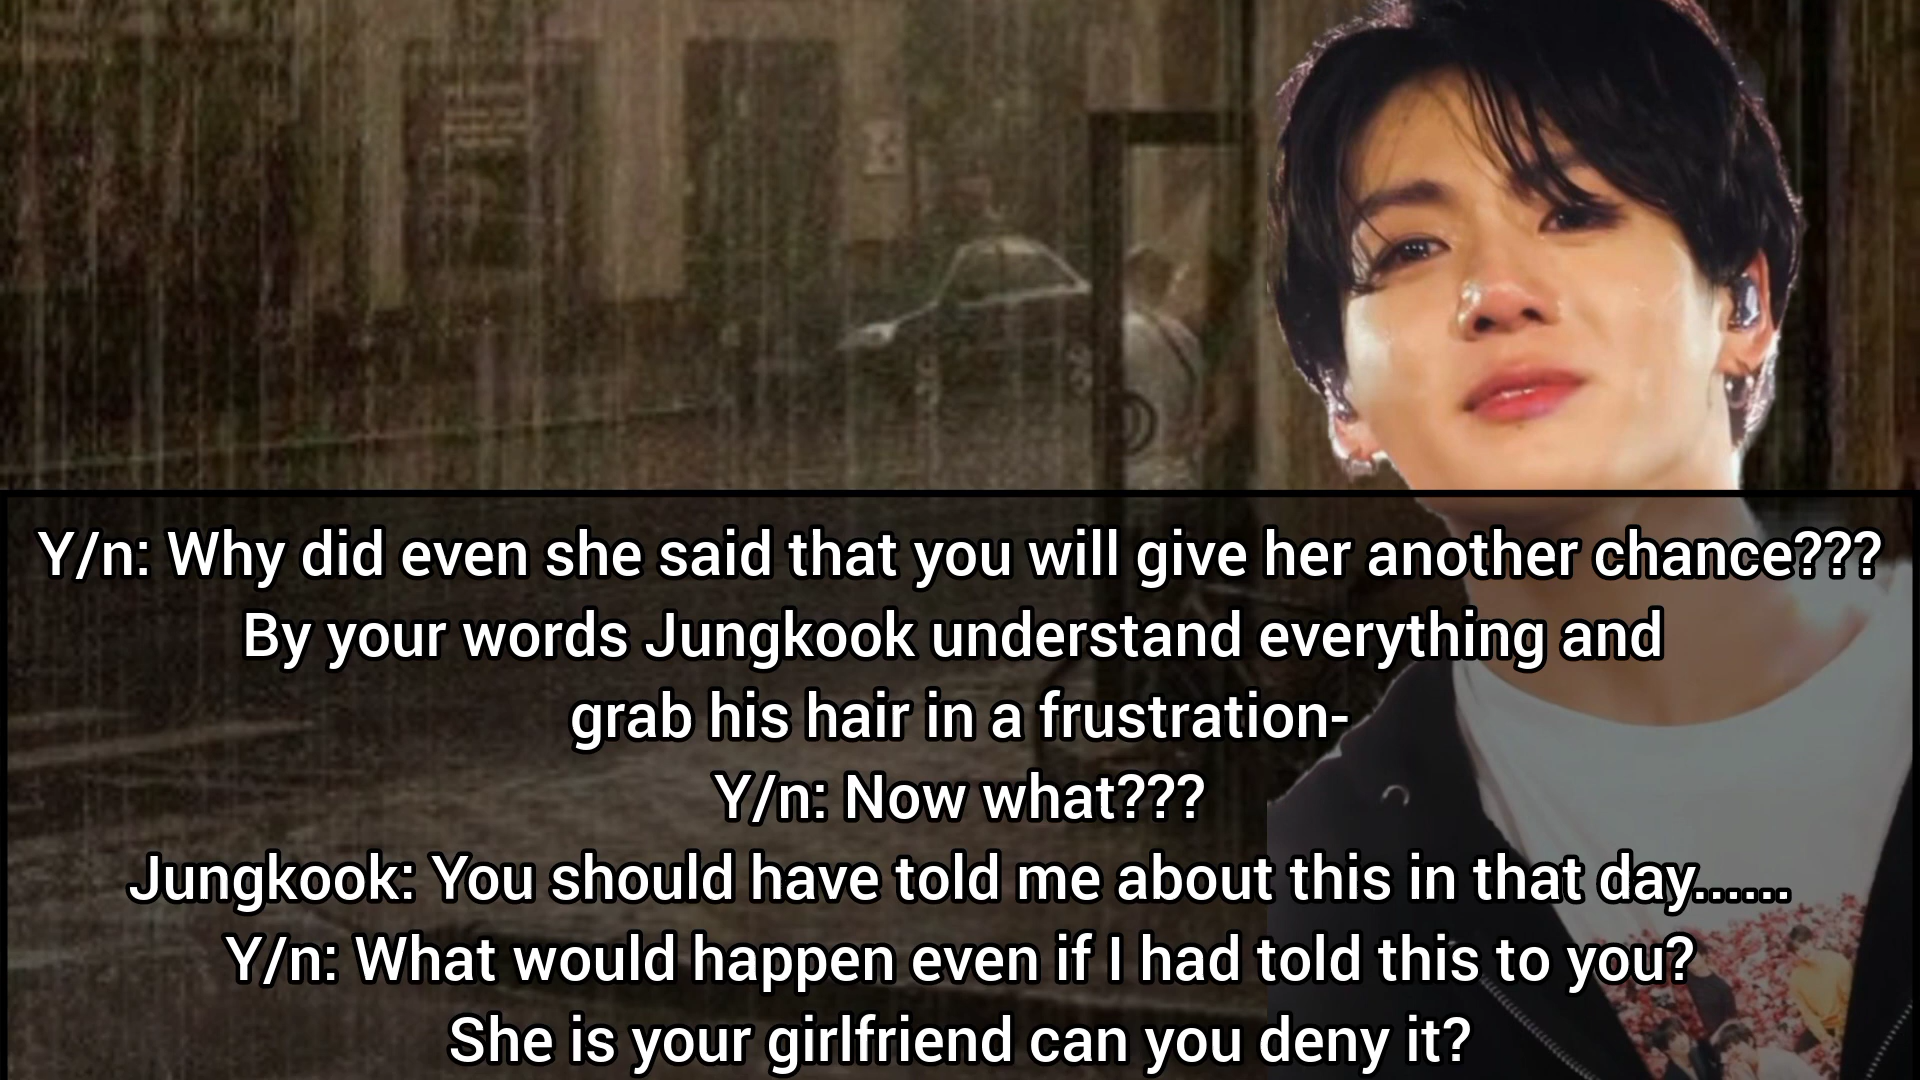 Y/n: Why did even she said that you will give her another chance???
By your words Jungkook understand everything and
grab his hair in a frustration-
Y/n: Now what???
Jungkook: You should have told me about this in that day......
Y/n: What would happen even if I had told this to you?
She is your girlfriend can you deny it?